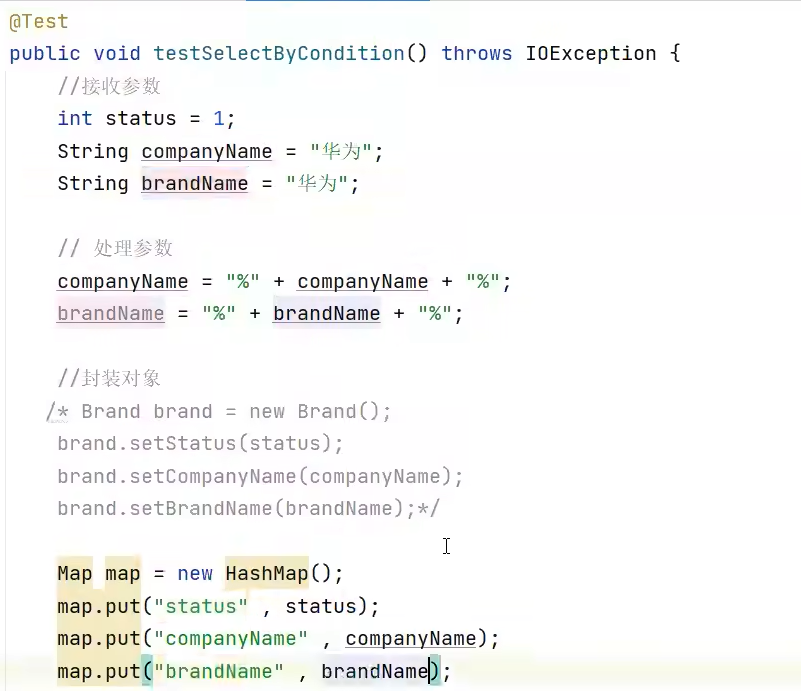 @Test
public void testSelectByCondition() throws IOException {
//接收参数
int status = 1;
String companyName = "华为";
String brandName = "华为";
// 处理参数
companyName = "%" + companyName + "%";
brandName = "%" + brandName + "%";
//封装对象
/* Brand brand = new Brand();
brand.setStatus(status);
brand.setCompanyName(companyName);
brand.setBrandName(brandName);*/
Map map = new HashMap();
map.put("status" , status);
map.put("companyName" , companyName);
map.put("brandName" , brandName);